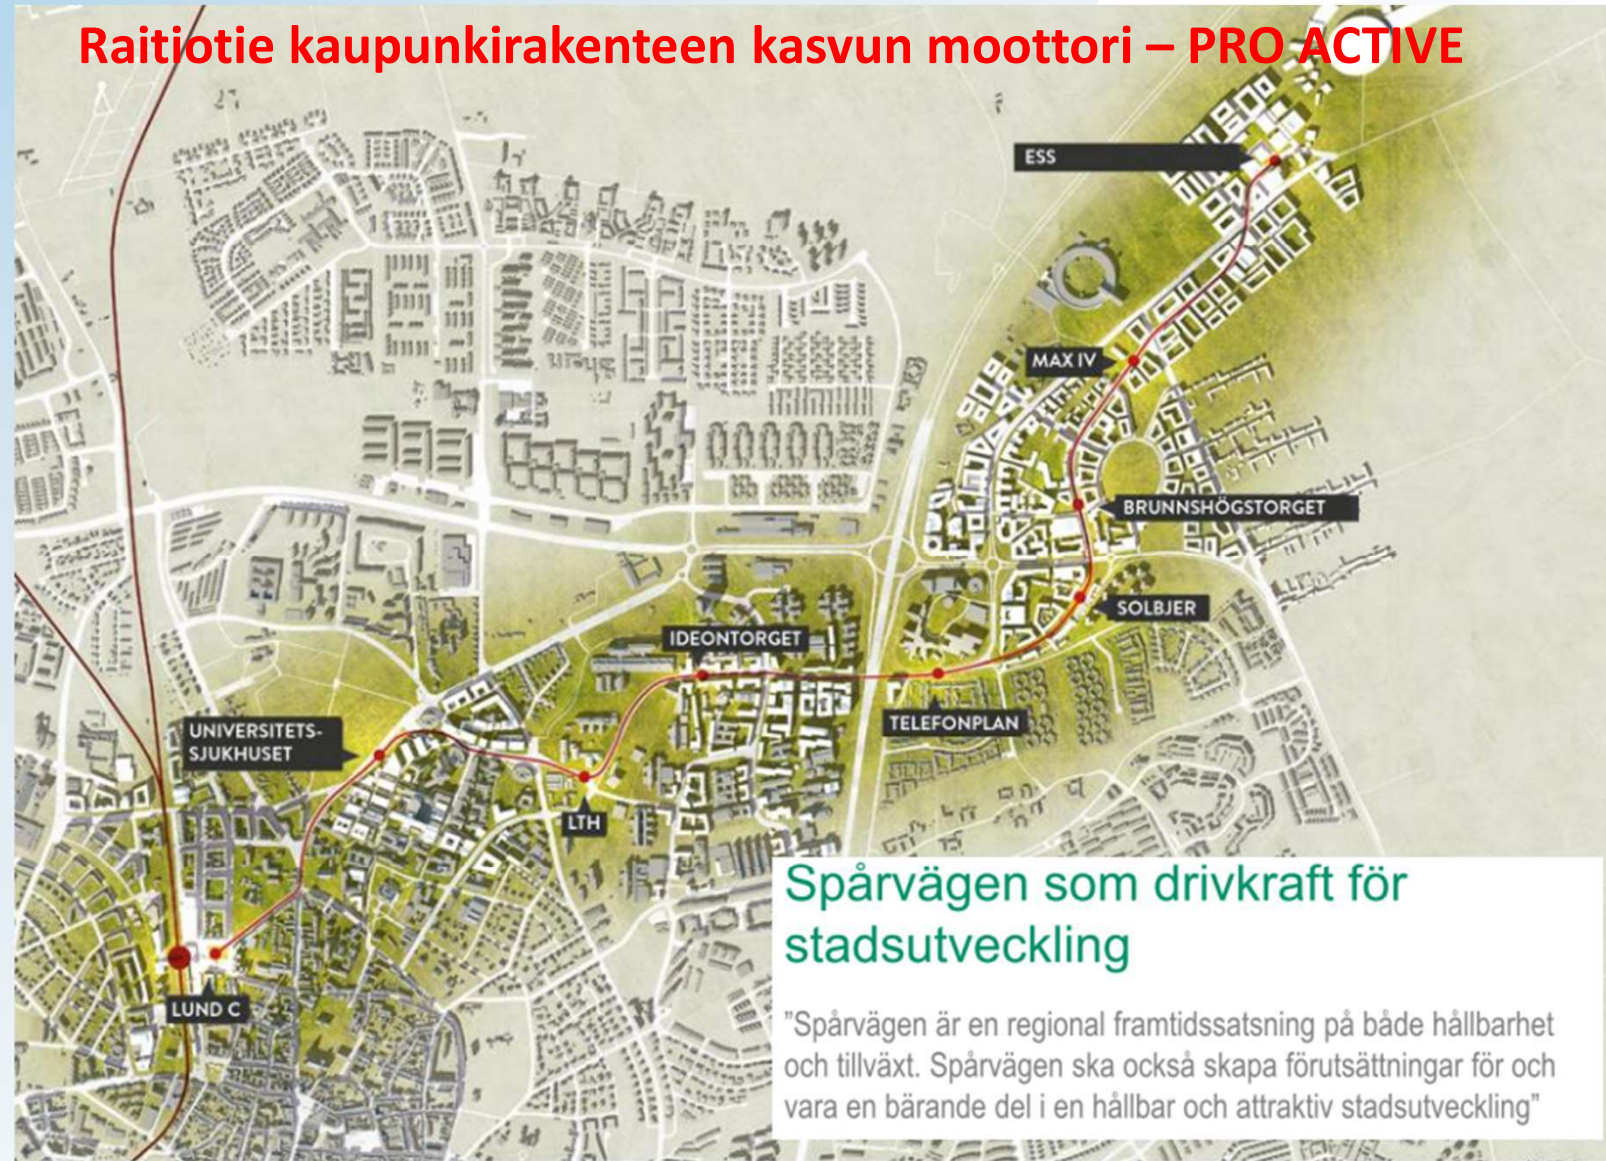 Raitiotie kaupunkirakenteen kasvun moottori – PRO ACTIVE
ESS
MAX IV
BRUNNSHÖGSTORGET
SOLBJER
IDEONTORGET
TELEFONPLAN
UNIVERSITETS-
SJUKHUSET
LTH
LUND C
Spårvägen som drivkraft för
stadsutveckling
”Spårvägen är en regional framtidssatsning på både hållbarhet
och tillväxt. Spårvägen ska också skapa förutsättningar för och
vara en bärande del i en hållbar och attraktiv stadsutveckling”